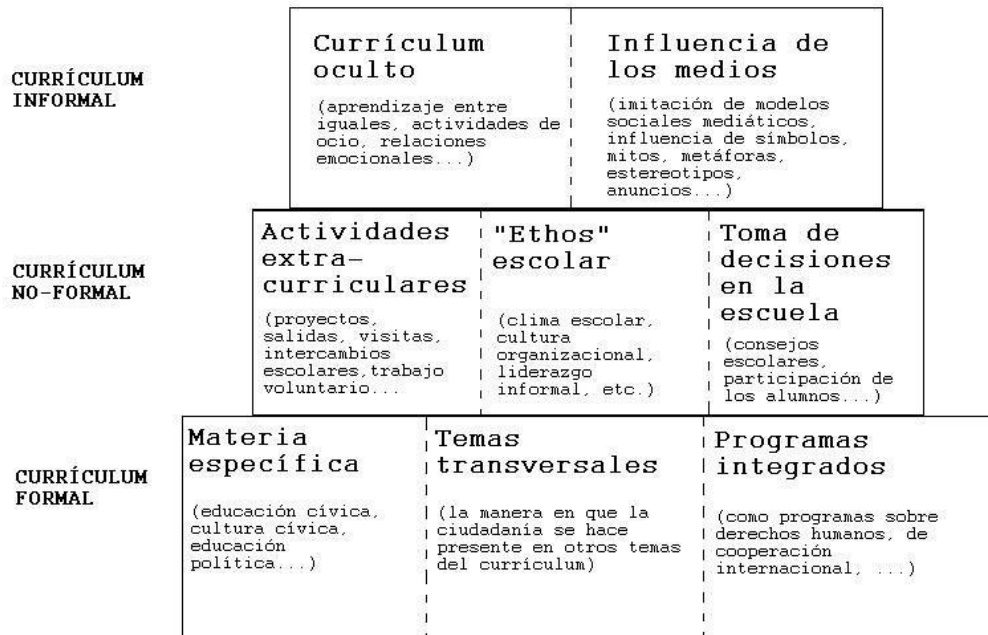 CURRÍCULUM
INFORMAL
Currículum
oculto
(aprendizaje entre
iguales, actividades de
ocio, relaciones
emocionales...)
Influencia de
los medios
(imitación de modelos
sociales mediáticos,
influencia de símbolos,
mitos, metáforas,
estereotipos,
anuncios...)
CURRÍCULUM
NO-FORMAL
Actividades
extra-
curriculares
(proyectos,
salidas, visitas,
intercambios
escolares,trabajo
voluntario...
"Ethos"
escolar
(clima escolar,
cultura
organizacional,
liderazgo
informal, etc.)
Toma de
decisiones
en la
escuela
(consejos
escolares,
participación de
los alumnos...)
CURRÍCULUM
FORMAL
Materia
específica
(educación cívica,
cultura cívica,
educación
política...)
Temas
transversales
(la manera en que la
ciudadanía se hace
presente en otros temas
del currículum)
Programas
integrados
(como programas sobre
derechos humanos, de
cooperación
internacional, ...)